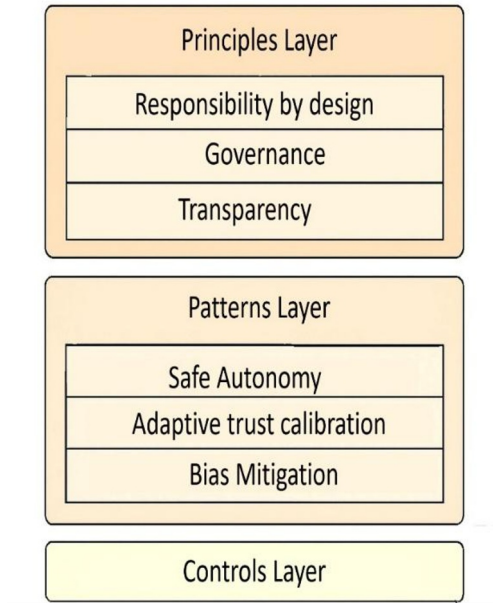 Principles Layer
Responsibility by design
Governance
Transparency
Patterns Layer
Safe Autonomy
Adaptive trust calibration
Bias Mitigation
Controls Layer